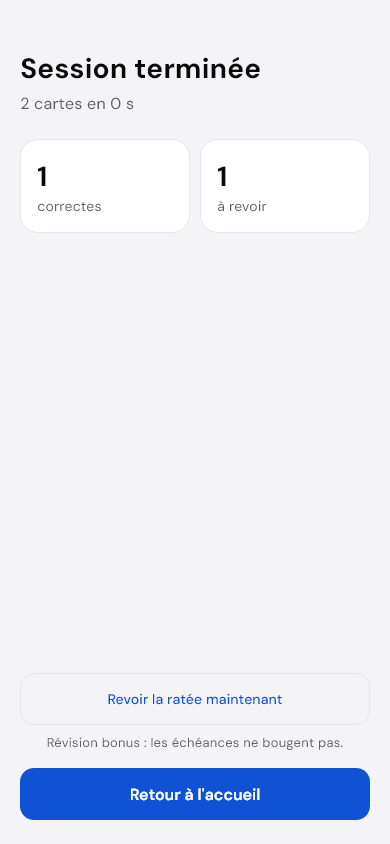 Session terminée
2 cartes en 0 s
1
correctes
1
à revoir
Revoir la ratée maintenant
Révision bonus : les échéances ne bougent pas.
Retour à l'accueil